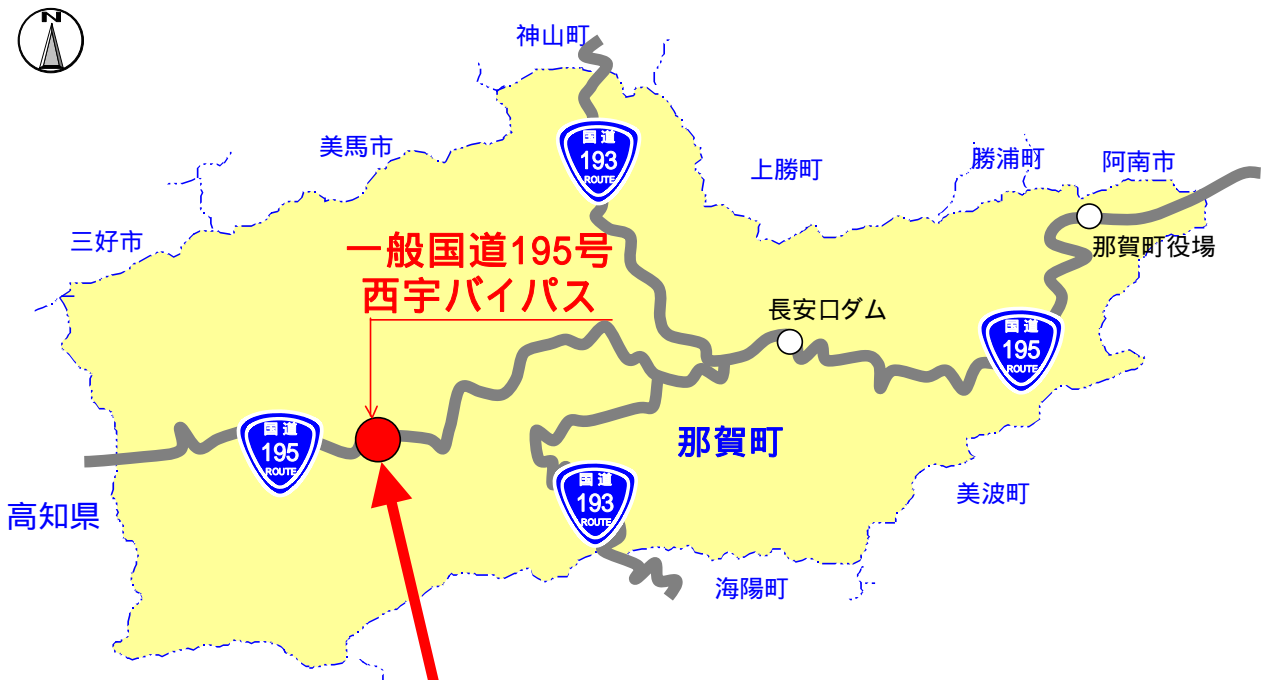 N
神山町
国道
193
ROUTE
美馬市
上勝町
勝浦町
阿南市
三好市
一般国道195号
西宇バイパス
那賀町役場
長安口ダム
国道
195
ROUTE
国道
195
ROUTE
那賀町
国道
193
ROUTE
高知県
美波町
海陽町